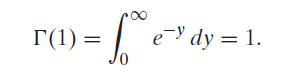 Γ(1) = ∫₀^∞ e^{-y} dy = 1.